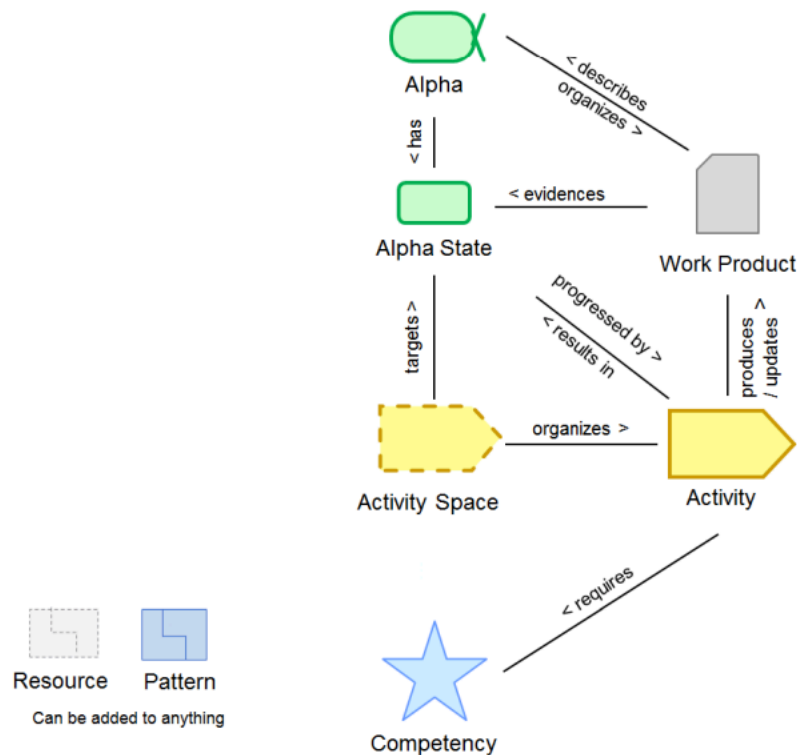 Alpha
< describes
organizes >
< has
< evidences
Alpha State
Work Product
targets >
progressed by >
< results in
produces >
/ updates
organizes >
Activity Space
Activity
< requires
Resource
Pattern
Can be added to anything
Competency